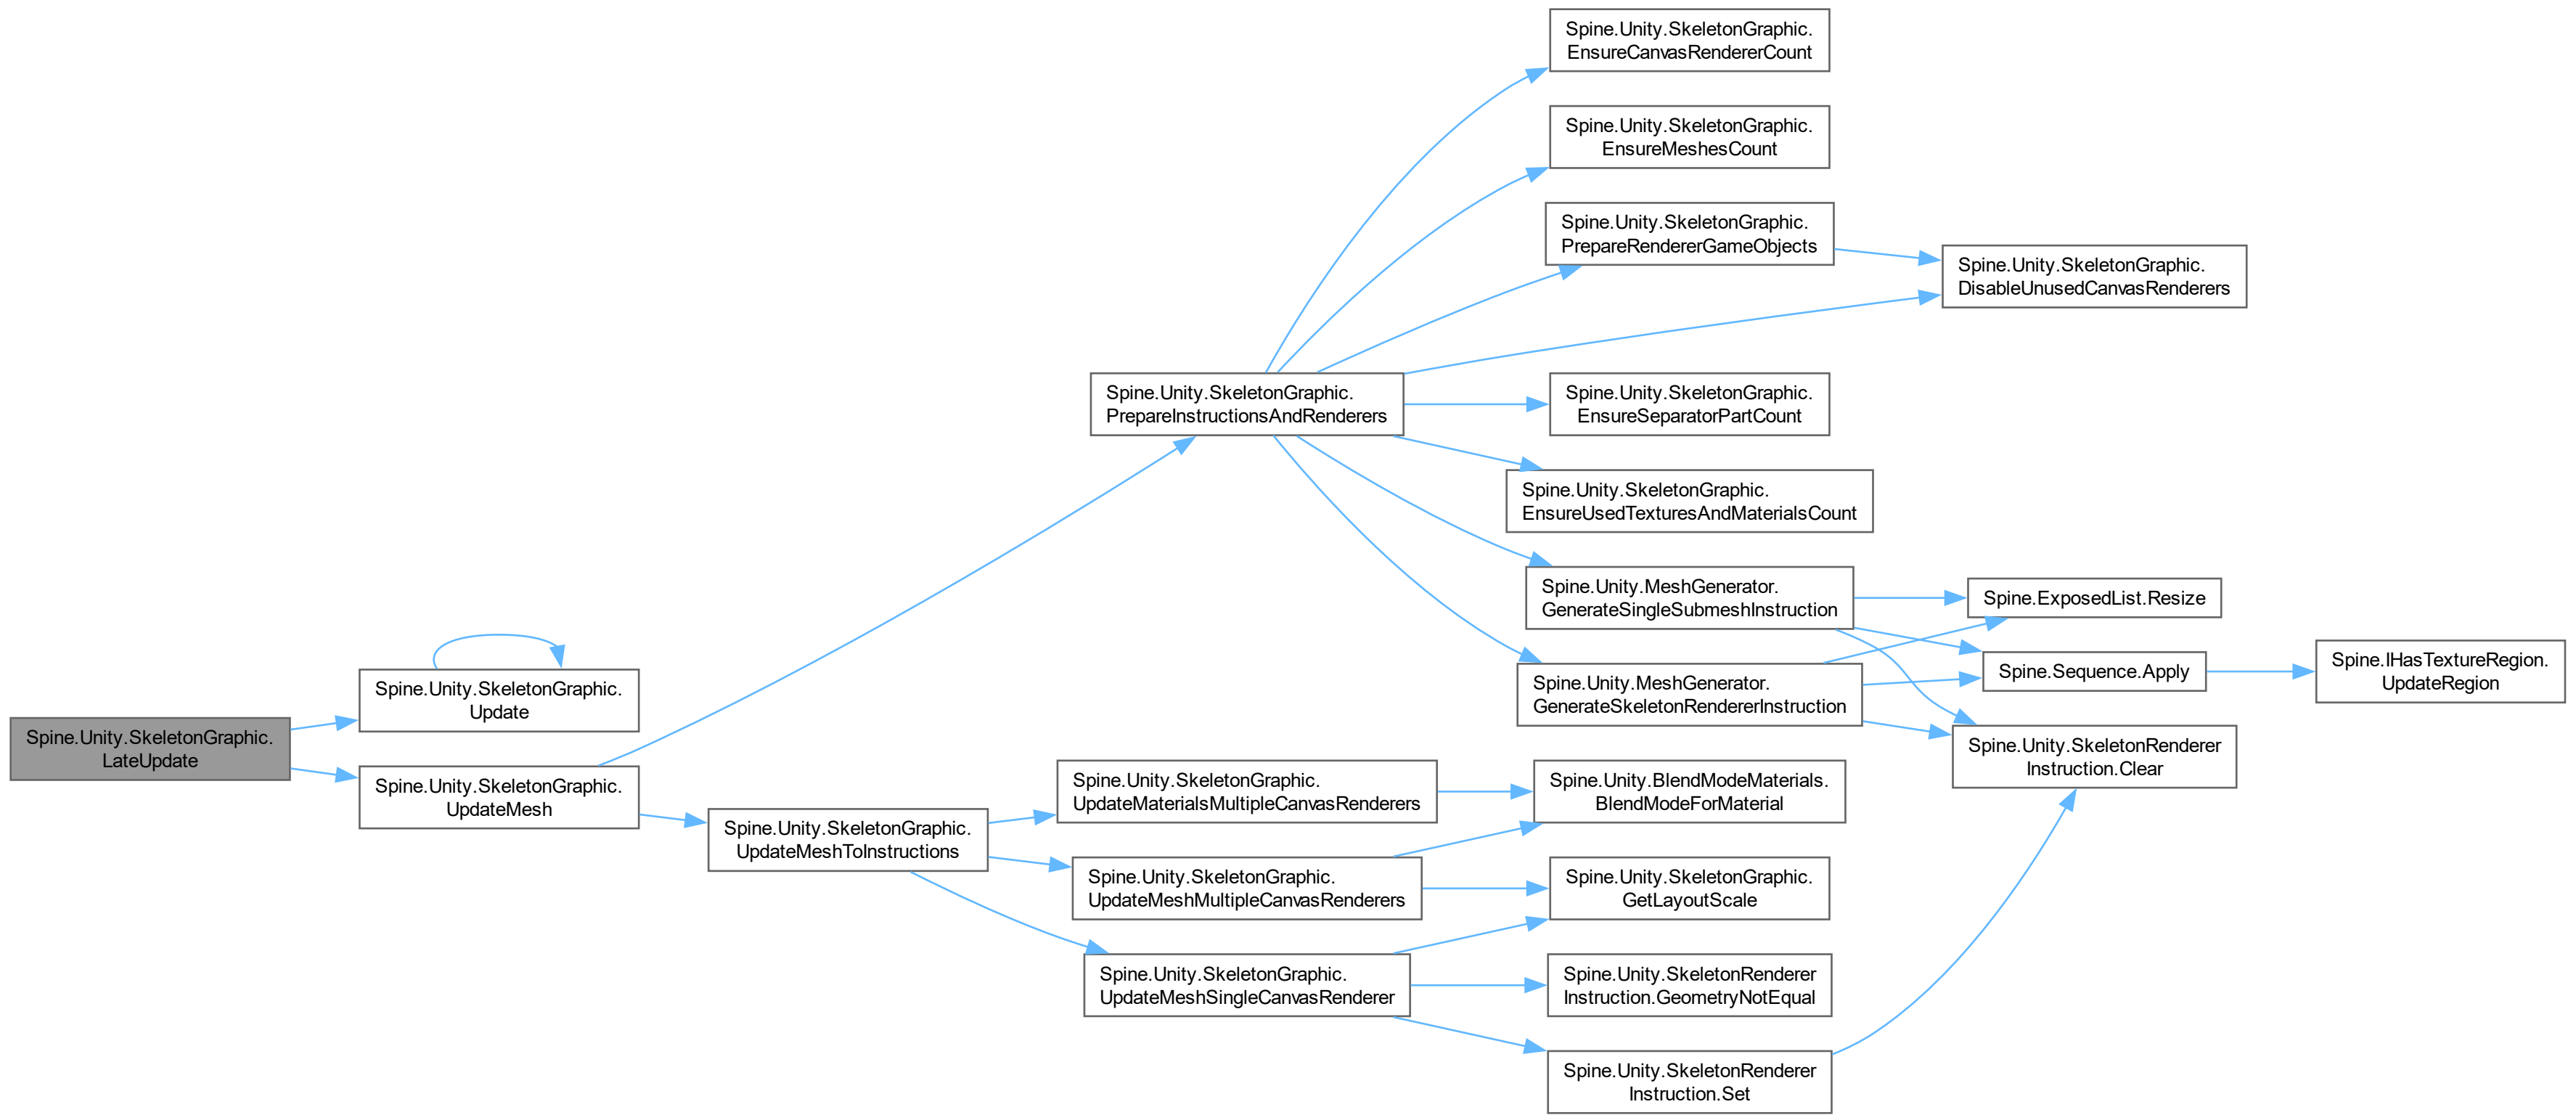 Spine.Unity.SkeletonGraphic.
LateUpdate
Spine.Unity.SkeletonGraphic.
Update
Spine.Unity.SkeletonGraphic.
UpdateMesh
Spine.Unity.SkeletonGraphic.
PrepareInstructionsAndRenderers
Spine.Unity.SkeletonGraphic.
UpdateMeshToInstructions
Spine.Unity.SkeletonGraphic.
EnsureCanvasRendererCount
Spine.Unity.SkeletonGraphic.
EnsureMeshesCount
Spine.Unity.SkeletonGraphic.
PrepareRendererGameObjects
Spine.Unity.SkeletonGraphic.
DisableUnusedCanvasRenderers
Spine.Unity.SkeletonGraphic.
EnsureSeparatorPartCount
Spine.Unity.SkeletonGraphic.
EnsureUsedTexturesAndMaterialsCount
Spine.Unity.MeshGenerator.
GenerateSingleSubmeshInstruction
Spine.Unity.MeshGenerator.
GenerateSkeletonRendererInstruction
Spine.ExposedList.Resize
Spine.Sequence.Apply
Spine.IHasTextureRegion.
UpdateRegion
Spine.Unity.SkeletonRenderer
Instruction.Clear
Spine.Unity.SkeletonGraphic.
UpdateMaterialsMultipleCanvasRenderers
Spine.Unity.SkeletonGraphic.
UpdateMeshMultipleCanvasRenderers
Spine.Unity.SkeletonGraphic.
UpdateMeshSingleCanvasRenderer
Spine.Unity.BlendModeMaterials.
BlendModeForMaterial
Spine.Unity.SkeletonGraphic.
GetLayoutScale
Spine.Unity.SkeletonRenderer
Instruction.GeometryNotEqual
Spine.Unity.SkeletonRenderer
Instruction.Set